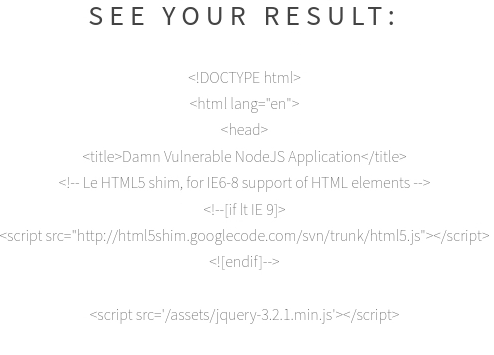 SEE YOUR RESULT:
<!DOCTYPE html>
<html lang="en">
<head>
<title>Damn Vulnerable NodeJS Application</title>
<!-- Le HTML5 shim, for IE6-8 support of HTML elements -->
<!--[if lt IE 9]>
<script src="http://html5shim.googlecode.com/svn/trunk/html5.js"></script>
<![endif]-->
<script src='/assets/jquery-3.2.1.min.js'></script>